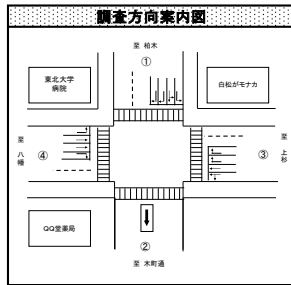 調査方向案内図
至 柏木
①
東北大学
病院
白松がモナカ
至 八幡
④
③
至 上杉
QQ堂薬局
②
至 木町通